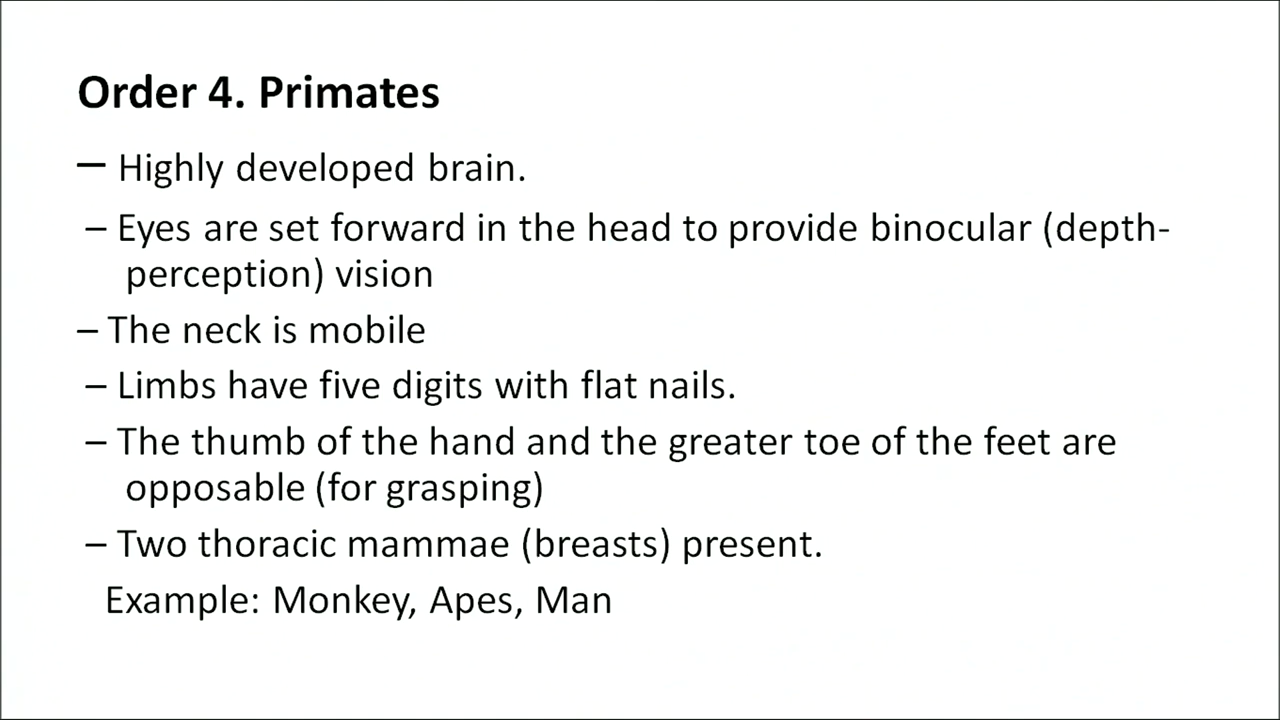 Order 4. Primates
– Highly developed brain.
– Eyes are set forward in the head to provide binocular (depth-
perception) vision
– The neck is mobile
– Limbs have five digits with flat nails.
– The thumb of the hand and the greater toe of the feet are
opposable (for grasping)
– Two thoracic mammae (breasts) present.
Example: Monkey, Apes, Man